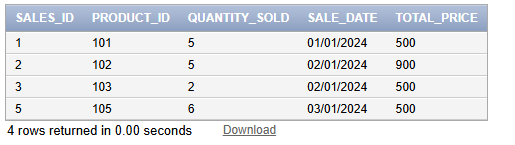 SALES_ID PRODUCT_ID QUANTITY_SOLD SALE_DATE TOTAL_PRICE
1 101 5 01/01/2024 500
2 102 5 02/01/2024 900
3 103 2 02/01/2024 500
5 105 6 03/01/2024 500
4 rows returned in 0.00 seconds Download